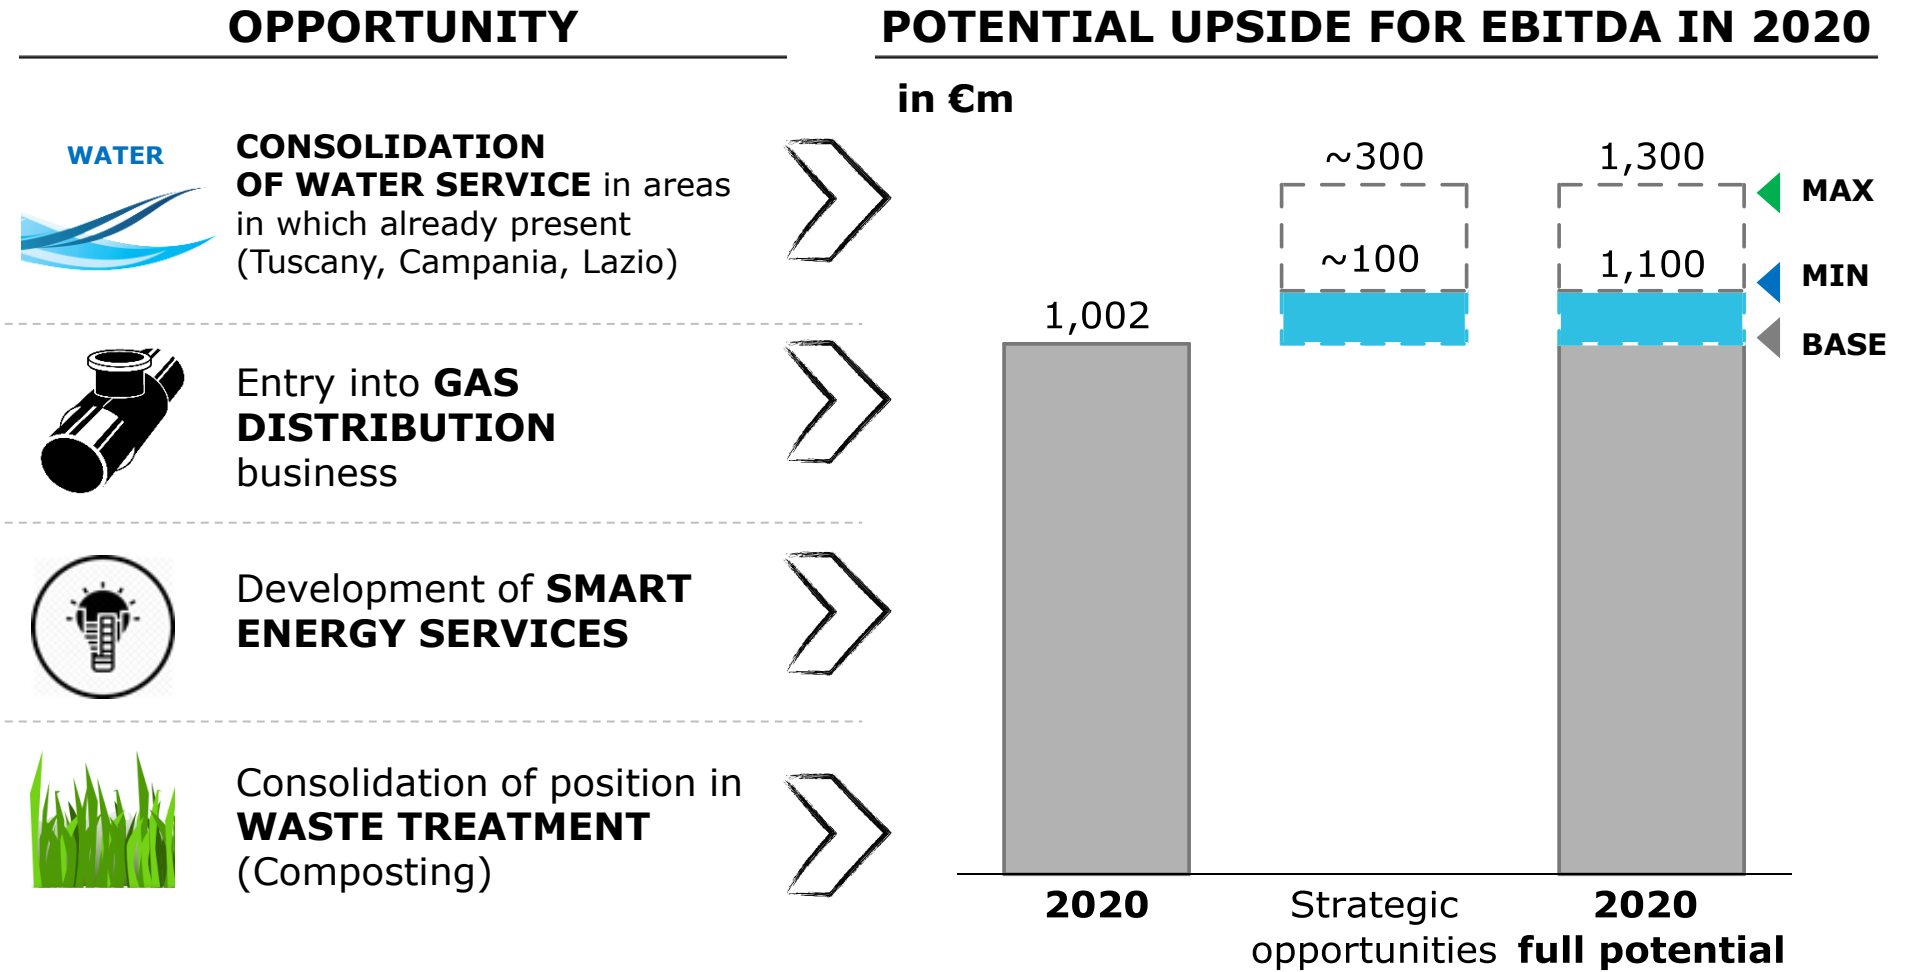 OPPORTUNITY
WATER
CONSOLIDATION
OF WATER SERVICE in areas
in which already present
(Tuscany, Campania, Lazio)
Entry into GAS
DISTRIBUTION
business
Development of SMART
ENERGY SERVICES
Consolidation of position in
WASTE TREATMENT
(Composting)
POTENTIAL UPSIDE FOR EBITDA IN 2020
in €m
~300
1,300
MAX
~100
1,100
MIN
1,002
BASE
2020
Strategic
opportunities
2020
full potential